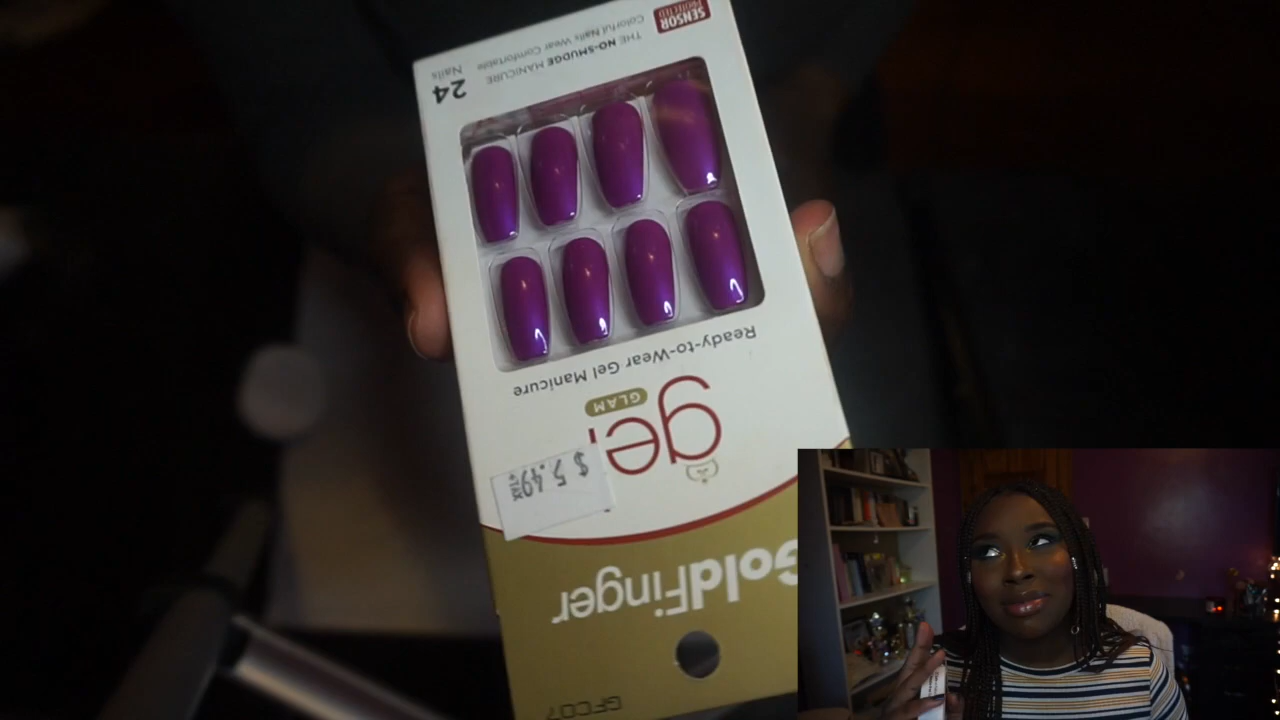 GFC07
GoldFinger
$ 5.49
+TAX
gel
GLAM
Ready-to-Wear Gel Manicure
24
Nails
THE NO-SMUDGE MANICURE
Colorful Nails Wear Comfortable
SENSOR
PROTECTED